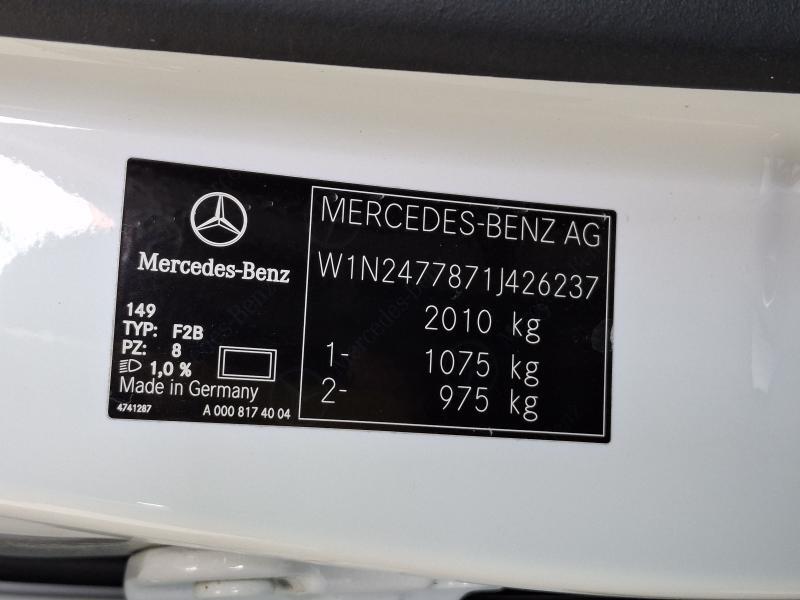 Mercedes-Benz
149
TYP: F2B
PZ: 8
1,0 %
Made in Germany
4741287 A 000 817 40 04
MERCEDES-BENZ AG
W1N2477871J426237
2010 kg
1- 1075 kg
2- 975 kg